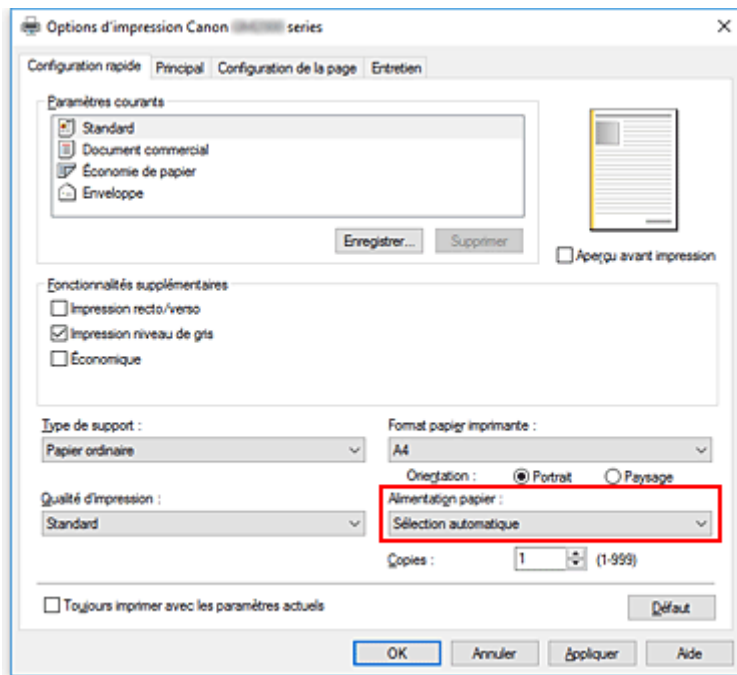 Options d'impression Canon series
Configuration rapide Principal Configuration de la page Entretien
Paramètres courants
Standard
Document commercial
Économie de papier
Enveloppe
Enregistrer... Supprimer
Aperçu avant impression
Fonctionnalités supplémentaires
Impression recto/verso
Impression niveau de gris
Économique
Type de support : Format papier imprimante :
Papier ordinaire A4
Orientation : Portrait Paysage
Qualité d'impression : Alimentation papier :
Standard Sélection automatique
Copies : 1 (1-999)
Toujours imprimer avec les paramètres actuels Défaut
OK Annuler Appliquer Aide